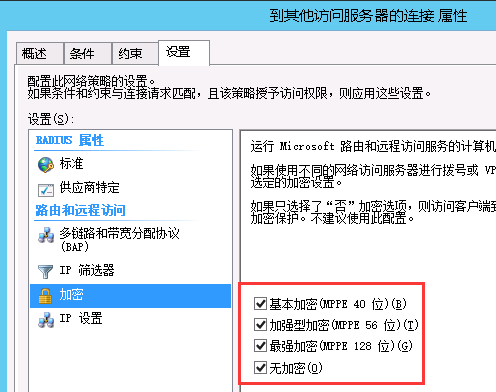 到其他访问服务器的连接 属性
概述 条件 约束 设置
配置此网络策略的设置。
如果条件和约束与连接请求匹配，且该策略授予访问权限，则应用这些设置。
设置(S):
RADIUS 属性
标准
供应商特定
路由和远程访问
多链路和带宽分配协议
(BAP)
IP 筛选器
加密
IP 设置
运行 Microsoft 路由和远程访问服务的计算机
如果使用不同的网络访问服务器进行拨号或 VP
选定的加密设置。
如果只选择了“否”加密选项，则访问客户端到
加密保护。不建议使用此配置。
基本加密(MPPE 40 位)(B)
加强型加密(MPPE 56 位)(T)
最强加密(MPPE 128 位)(G)
无加密(O)